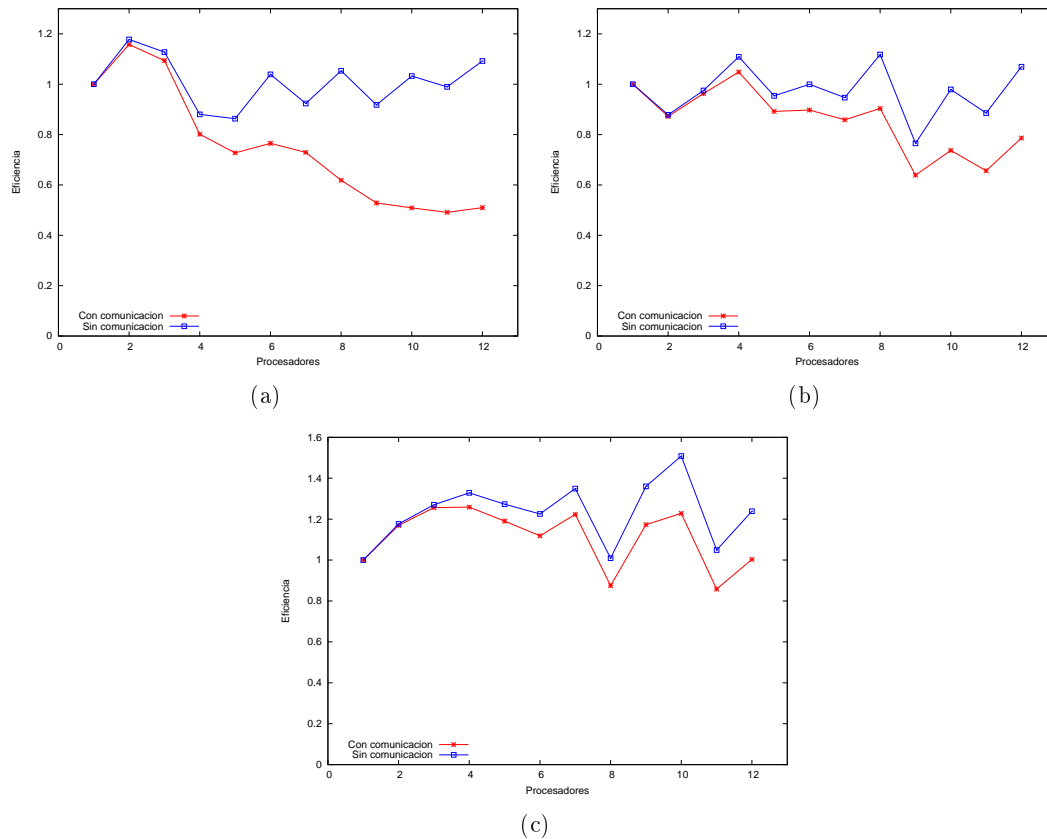 1.2
1
0.8
0.6
0.4
0.2
0
Eficiencia
Con comunicacion
Sin comunicacion
0 2 4 6 8 10 12
Procesadores
(a)
1.2
1
0.8
0.6
0.4
0.2
0
Eficiencia
Con comunicacion
Sin comunicacion
0 2 4 6 8 10 12
Procesadores
(b)
1.6
1.4
1.2
1
0.8
0.6
0.4
0.2
0
Eficiencia
Con comunicacion
Sin comunicacion
0 2 4 6 8 10 12
Procesadores
(c)